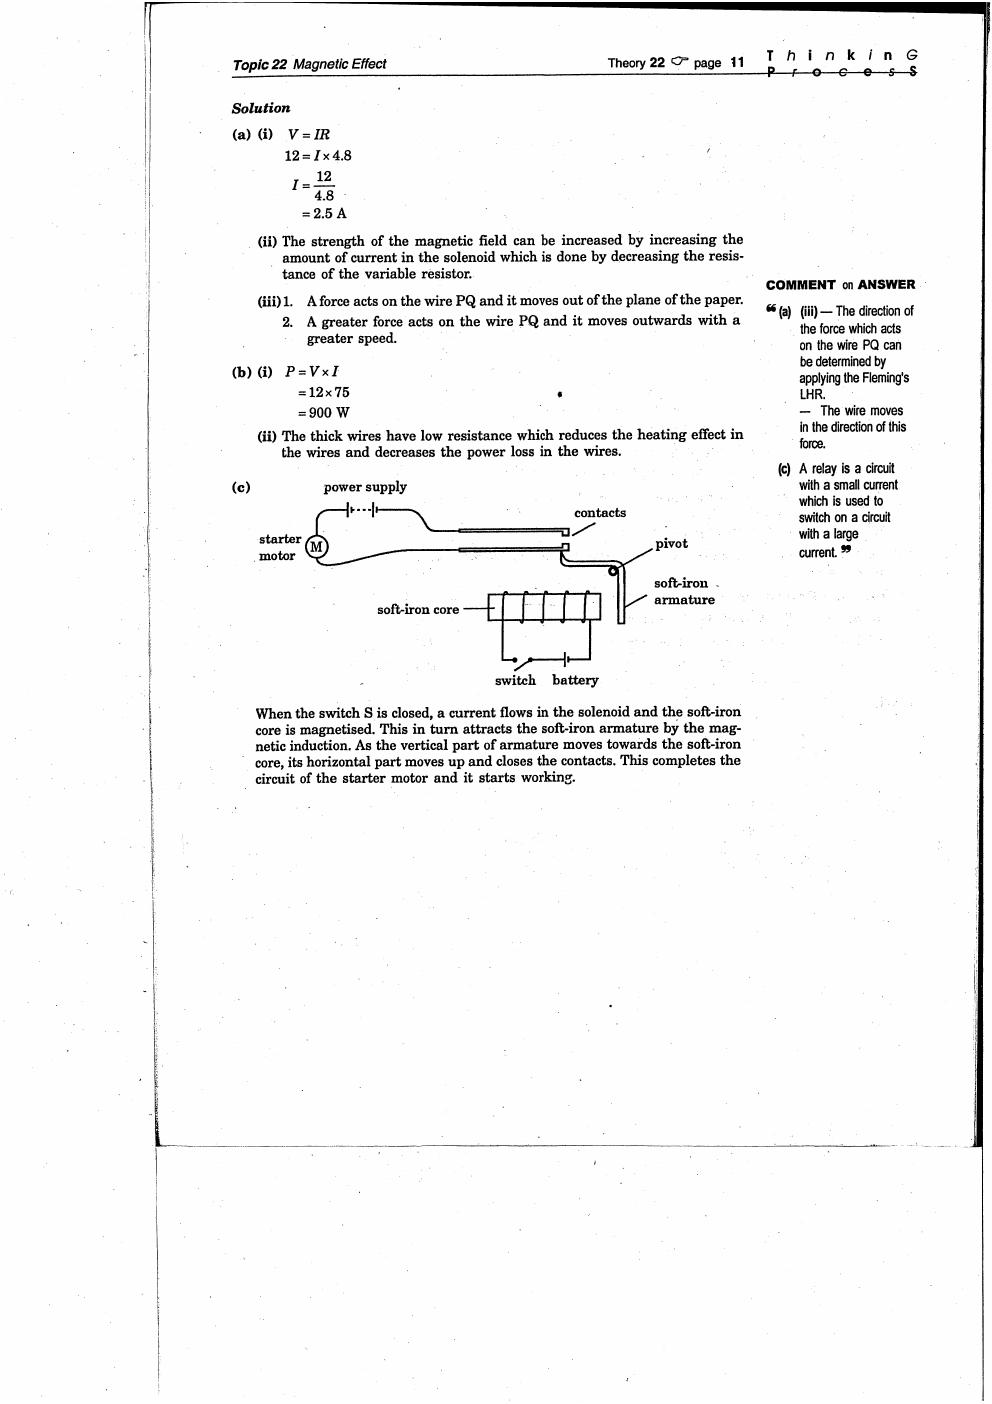 Topic 22 Magnetic Effect
Theory 22 ☞ page 11
T h i n k i n G
P r o c e s S
Solution
(a) (i) V = IR
12 = I × 4.8
I = 12/4.8
= 2.5 A
(ii) The strength of the magnetic field can be increased by increasing the
amount of current in the solenoid which is done by decreasing the resis-
tance of the variable resistor.
(iii) 1. A force acts on the wire PQ and it moves out of the plane of the paper.
2. A greater force acts on the wire PQ and it moves outwards with a
greater speed.
(b) (i) P = V × I
= 12 × 75
= 900 W
(ii) The thick wires have low resistance which reduces the heating effect in
the wires and decreases the power loss in the wires.
(c)
power supply
contacts
starter
motor
M
pivot
soft-iron
armature
soft-iron core
switch battery
When the switch S is closed, a current flows in the solenoid and the soft-iron
core is magnetised. This in turn attracts the soft-iron armature by the mag-
netic induction. As the vertical part of armature moves towards the soft-iron
core, its horizontal part moves up and closes the contacts. This completes the
circuit of the starter motor and it starts working.
COMMENT on ANSWER
❝ (a) (iii) — The direction of
the force which acts
on the wire PQ can
be determined by
applying the Fleming's
LHR.
— The wire moves
in the direction of this
force.
(c) A relay is a circuit
with a small current
which is used to
switch on a circuit
with a large
current. ❞